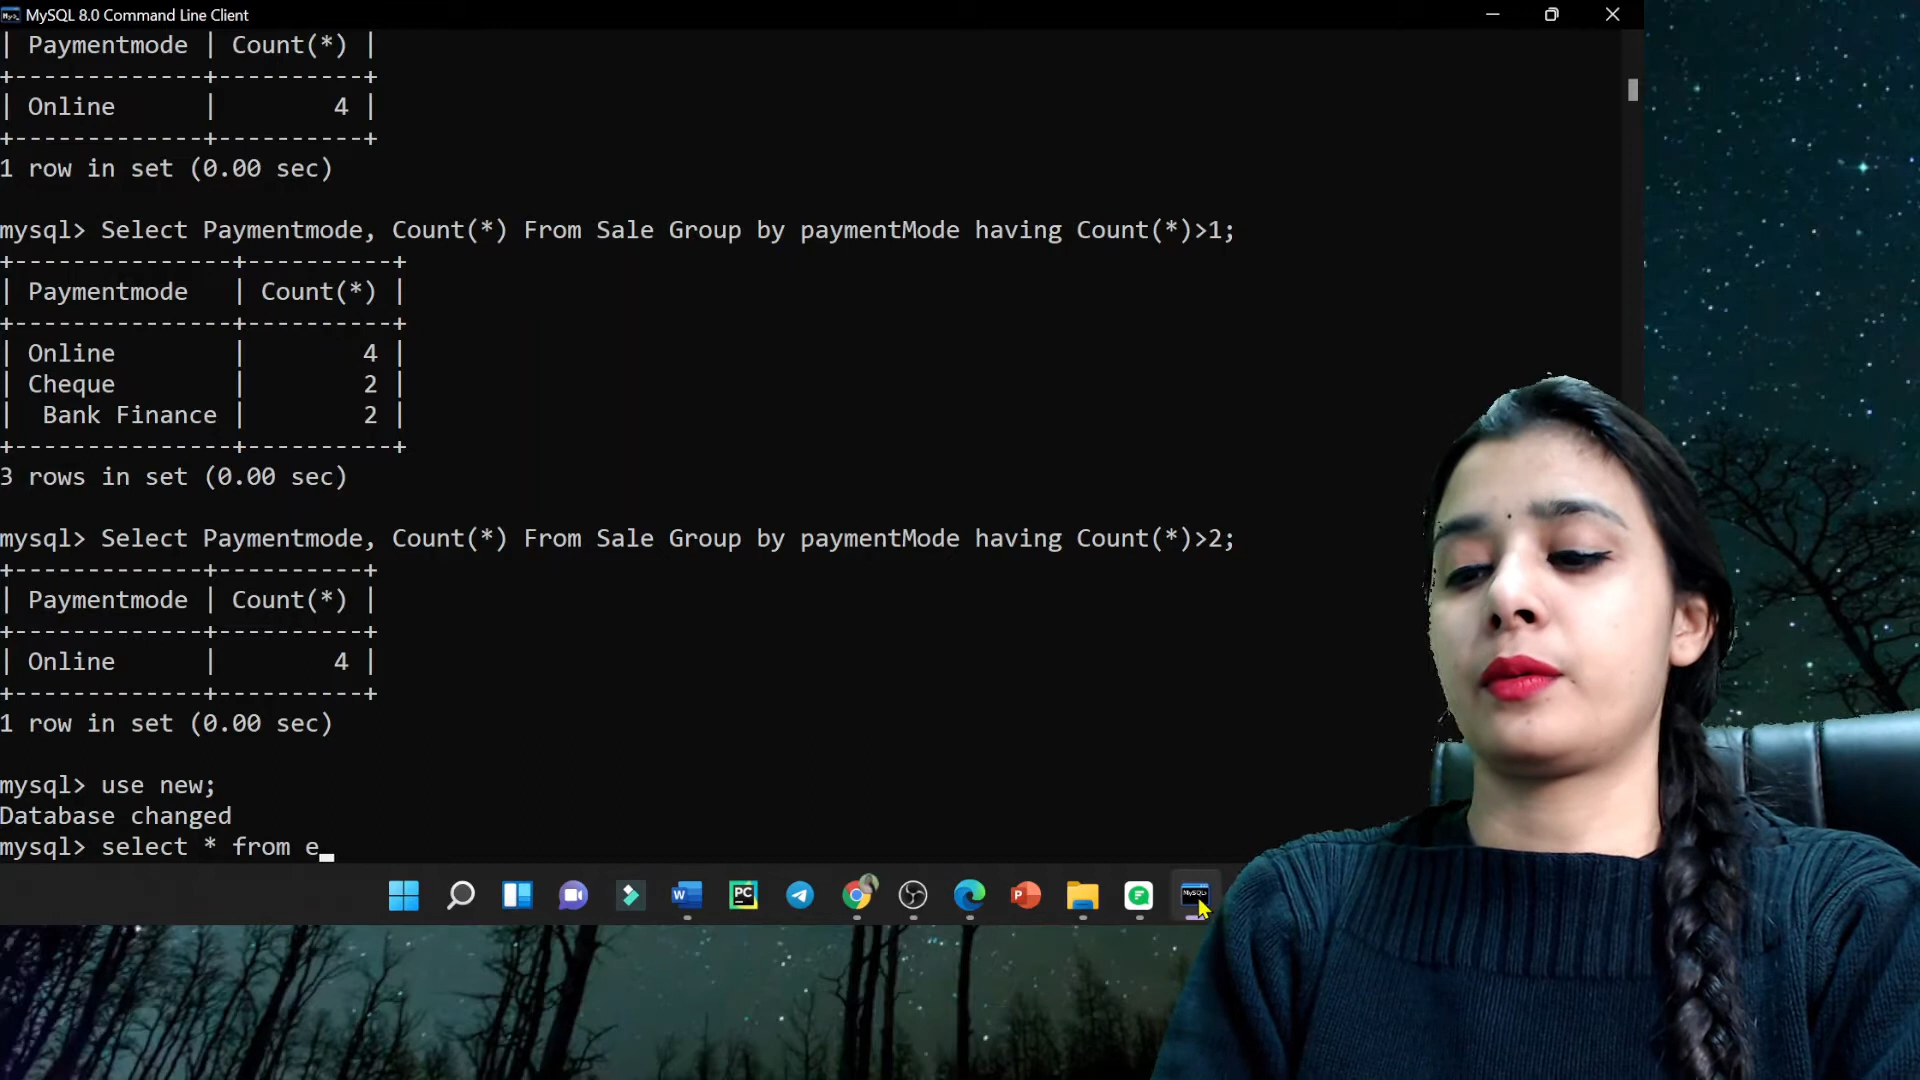 MySQL 8.0 Command Line Client
| Paymentmode | Count(*) |
+-------------+----------+
| Online      |        4 |
+-------------+----------+
1 row in set (0.00 sec)
mysql> Select Paymentmode, Count(*) From Sale Group by paymentMode having Count(*)>1;
+---------------+----------+
| Paymentmode   | Count(*) |
+---------------+----------+
| Online        |        4 |
| Cheque        |        2 |
|  Bank Finance |        2 |
+---------------+----------+
3 rows in set (0.00 sec)
mysql> Select Paymentmode, Count(*) From Sale Group by paymentMode having Count(*)>2;
+-------------+----------+
| Paymentmode | Count(*) |
+-------------+----------+
| Online      |        4 |
+-------------+----------+
1 row in set (0.00 sec)
mysql> use new;
Database changed
mysql> select * from e_
W PC P MySQL